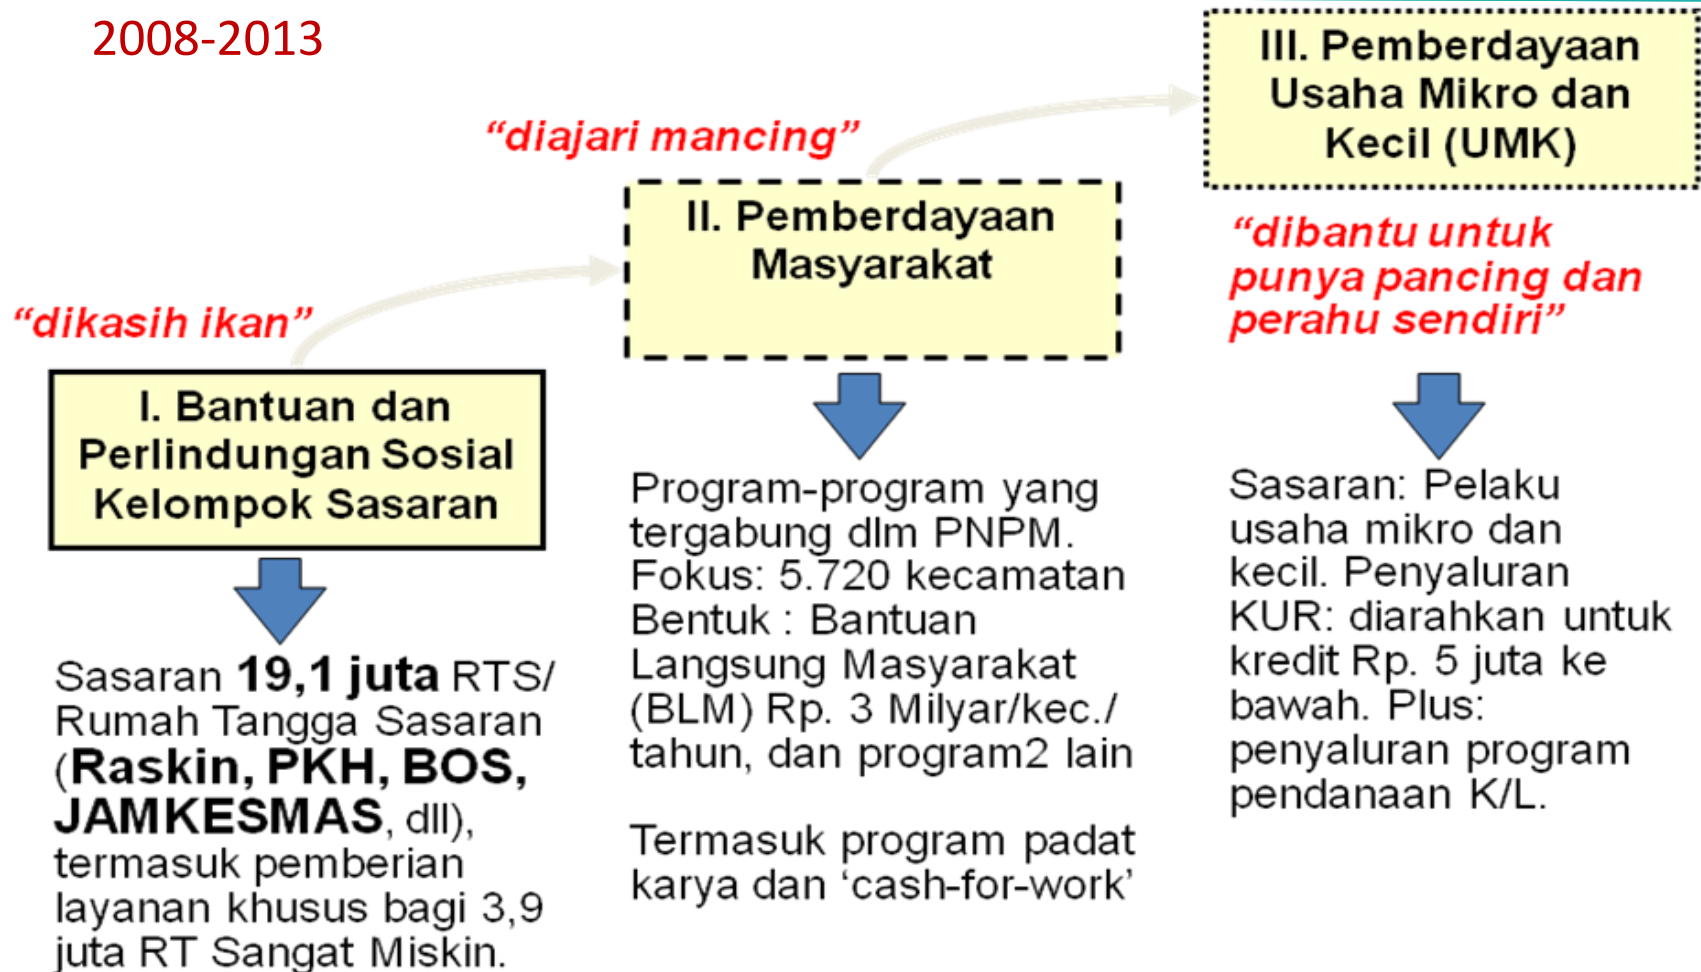 2008-2013
“dikasih ikan”
I. Bantuan dan
Perlindungan Sosial
Kelompok Sasaran
Sasaran 19,1 juta RTS/
Rumah Tangga Sasaran
(Raskin, PKH, BOS,
JAMKESMAS, dll),
termasuk pemberian
layanan khusus bagi 3,9
juta RT Sangat Miskin.
“diajari mancing”
II. Pemberdayaan
Masyarakat
Program-program yang
tergabung dlm PNPM.
Fokus: 5.720 kecamatan
Bentuk : Bantuan
Langsung Masyarakat
(BLM) Rp. 3 Milyar/kec./
tahun, dan program2 lain
Termasuk program padat
karya dan ‘cash-for-work’
III. Pemberdayaan
Usaha Mikro dan
Kecil (UMK)
“dibantu untuk
punya pancing dan
perahu sendiri”
Sasaran: Pelaku
usaha mikro dan
kecil. Penyaluran
KUR: diarahkan untuk
kredit Rp. 5 juta ke
bawah. Plus:
penyaluran program
pendanaan K/L.